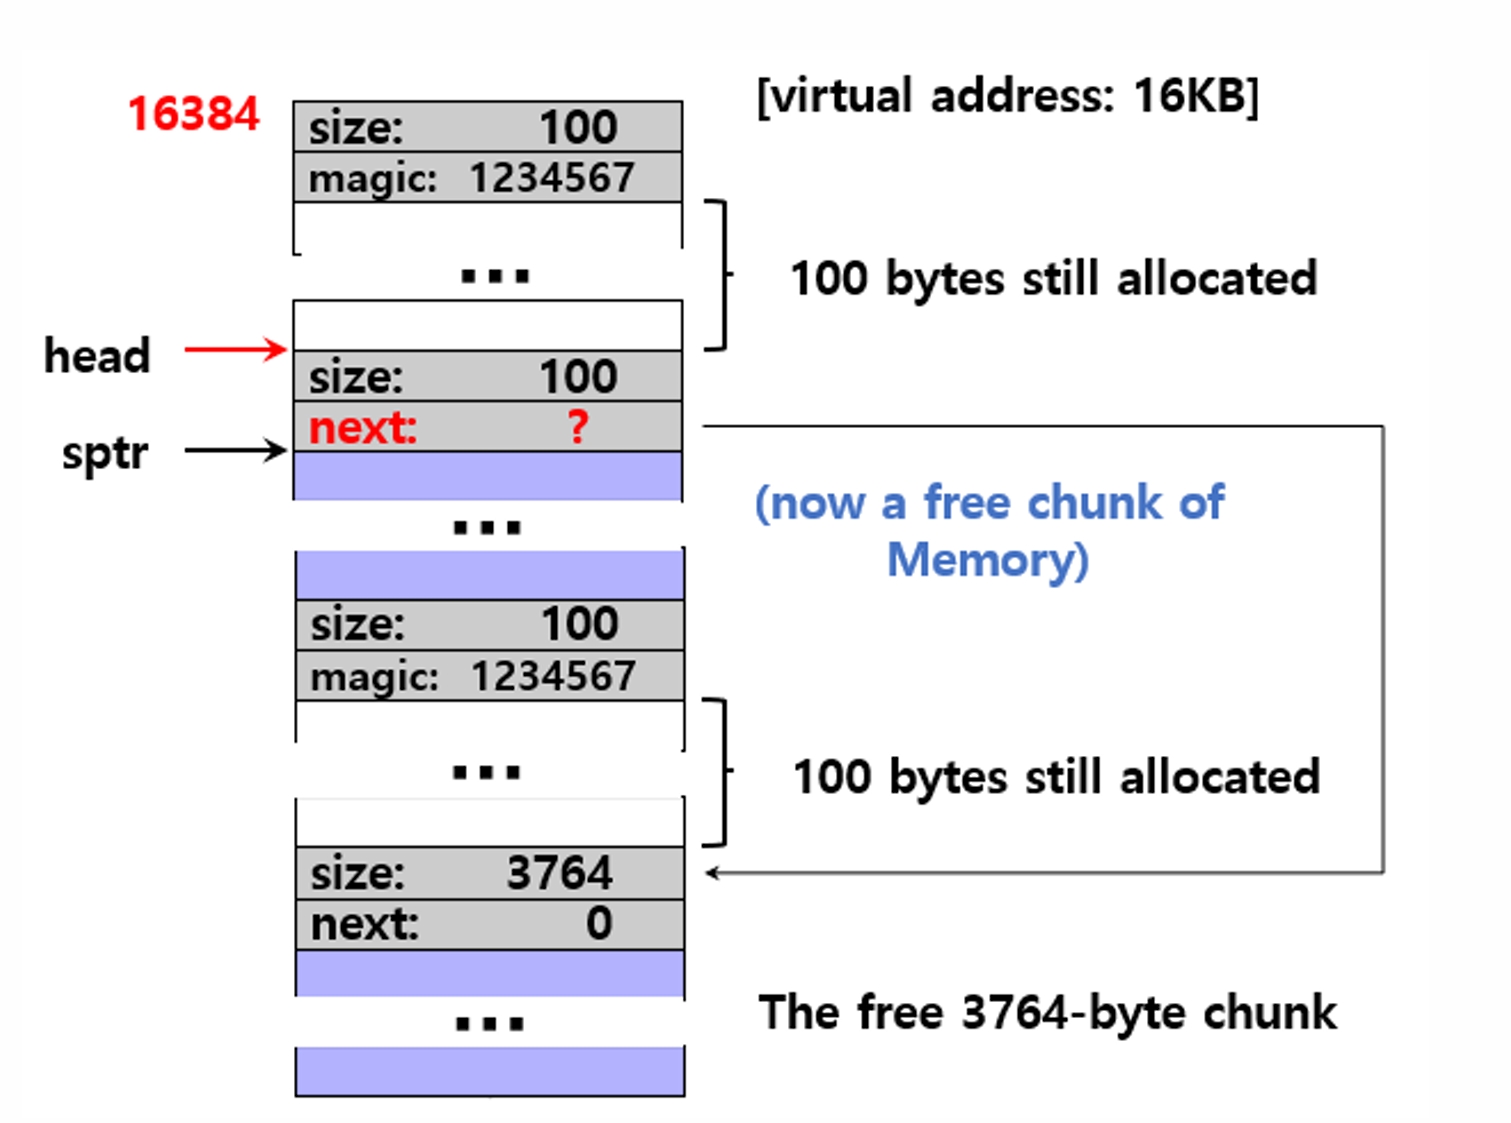 [virtual address: 16KB]
16384
size: 100
magic: 1234567
...
100 bytes still allocated
head
size: 100
next: ?
sptr
(now a free chunk of
Memory)
...
size: 100
magic: 1234567
...
100 bytes still allocated
size: 3764
next: 0
...
The free 3764-byte chunk